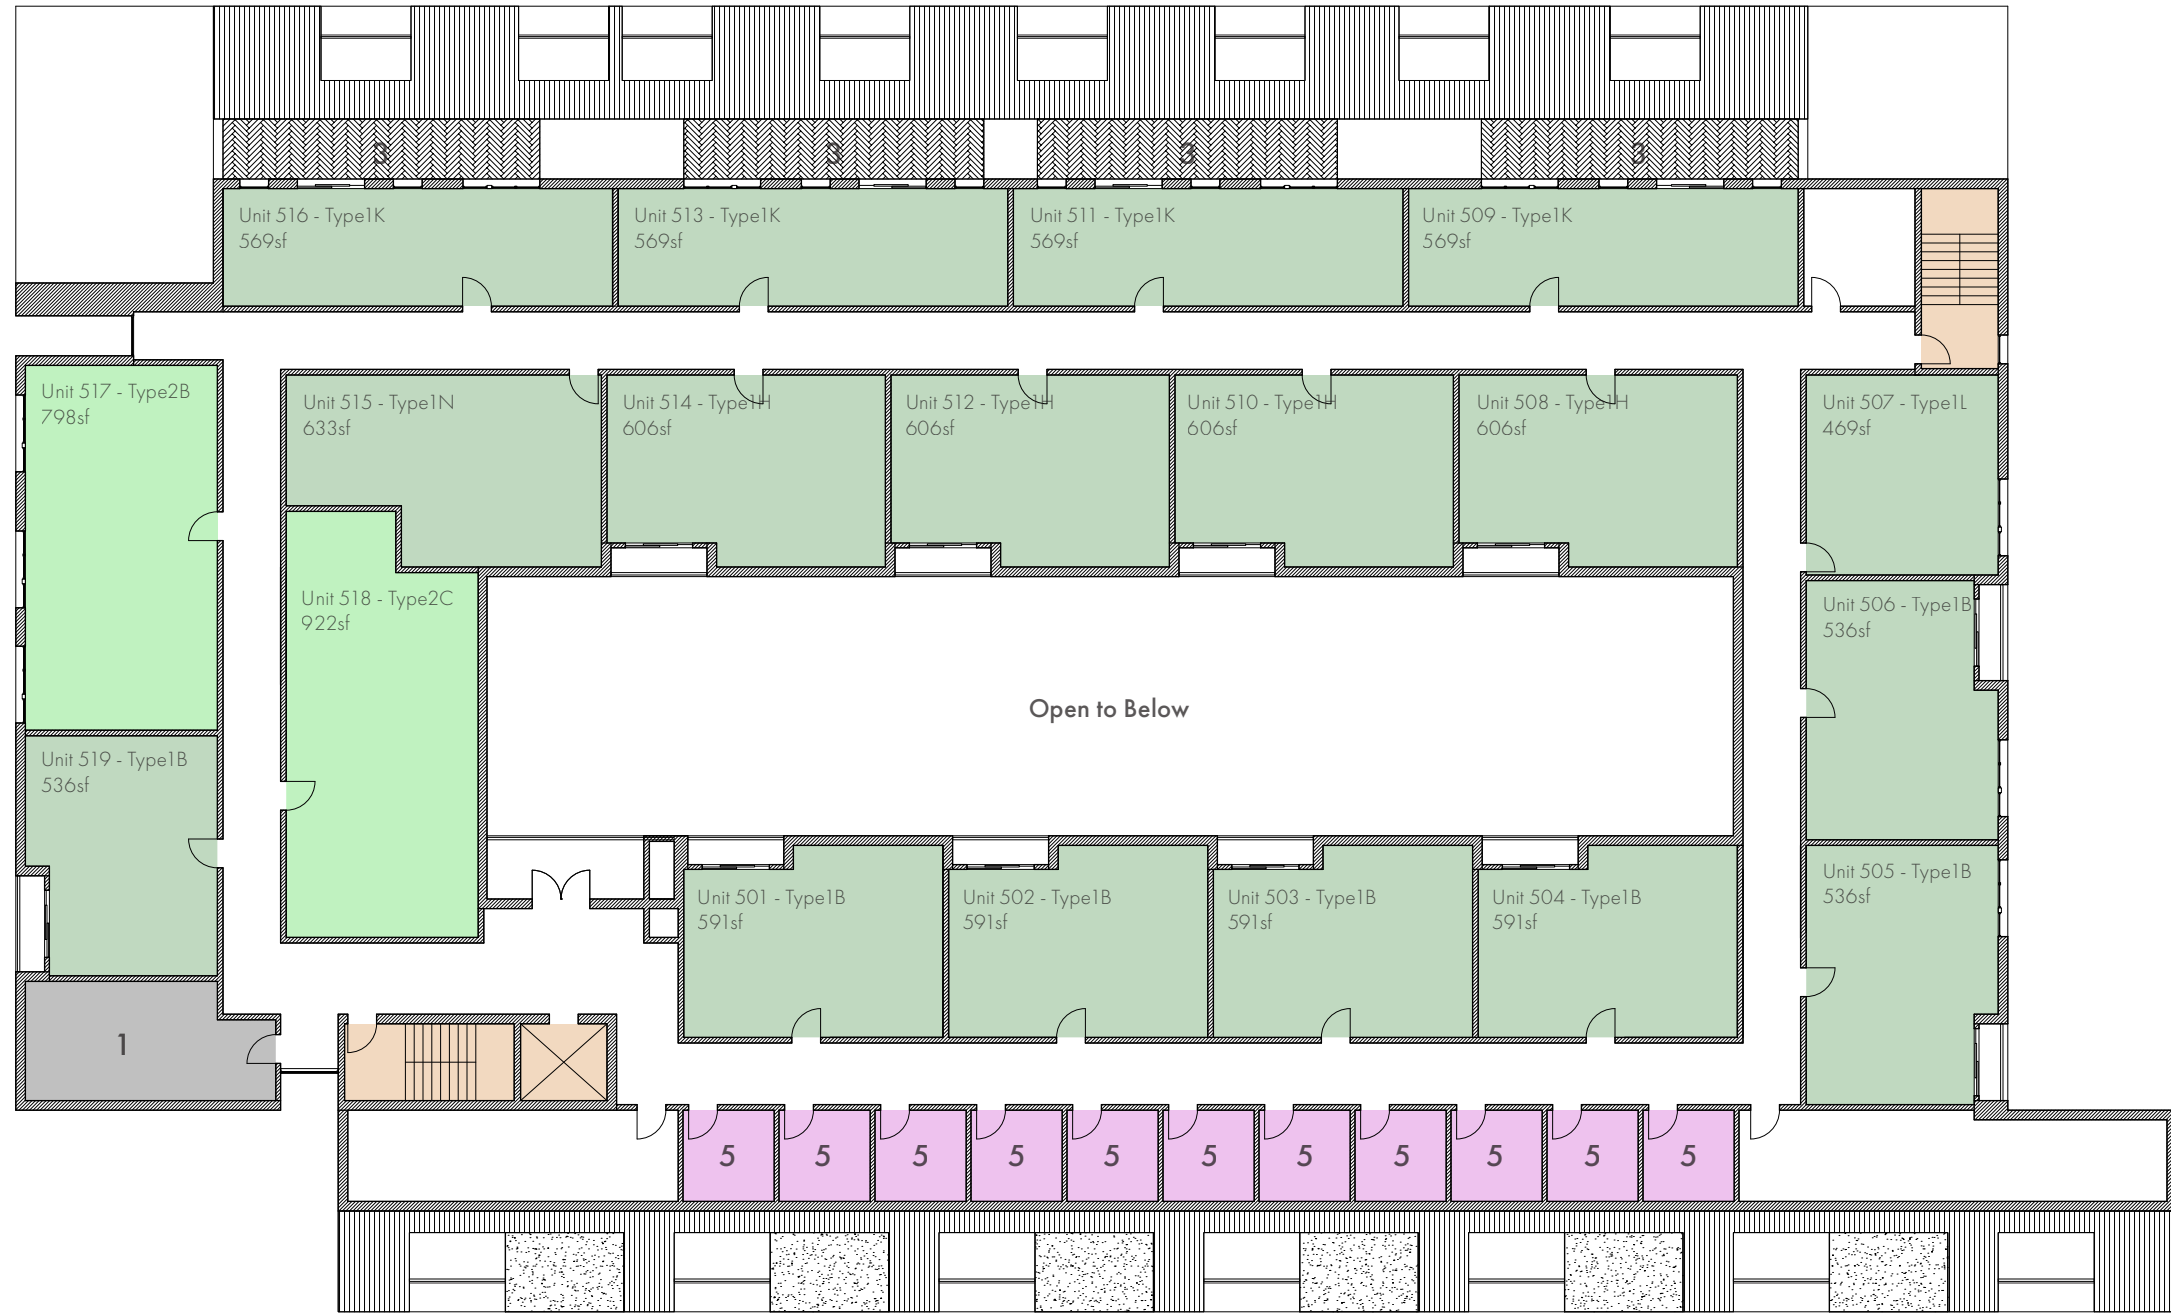 3
3
3
3
Unit 516 - Type1K
569sf
Unit 513 - Type1K
569sf
Unit 511 - Type1K
569sf
Unit 509 - Type1K
569sf
Unit 517 - Type2B
798sf
Unit 515 - Type1N
633sf
Unit 514 - Type1H
606sf
Unit 512 - Type1H
606sf
Unit 510 - Type1H
606sf
Unit 508 - Type1H
606sf
Unit 507 - Type1L
469sf
Unit 518 - Type2C
922sf
Unit 506 - Type1B
536sf
Open to Below
Unit 519 - Type1B
536sf
Unit 501 - Type1B
591sf
Unit 502 - Type1B
591sf
Unit 503 - Type1B
591sf
Unit 504 - Type1B
591sf
Unit 505 - Type1B
536sf
1
5
5
5
5
5
5
5
5
5
5
5